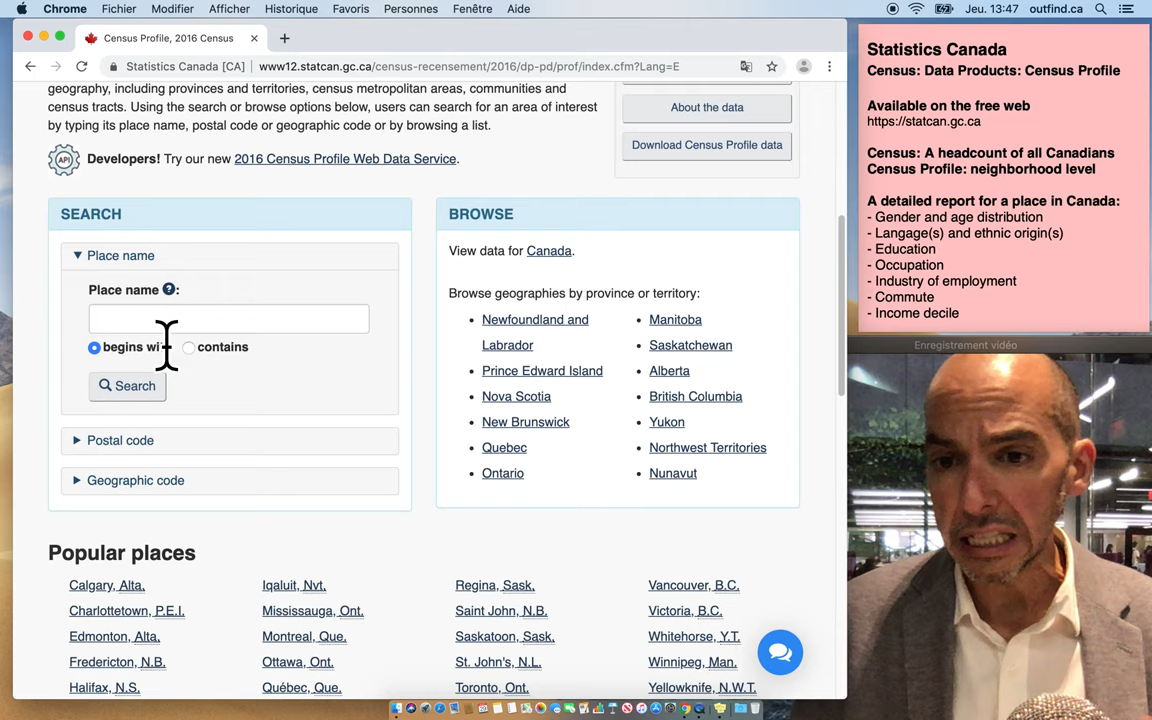 Chrome Fichier Modifier Afficher Historique Favoris Personnes Fenêtre Aide Jeu. 13:47 outfind.ca
Census Profile, 2016 Census
Statistics Canada [CA] www12.statcan.gc.ca/census-recensement/2016/dp-pd/prof/index.cfm?Lang=E
geography, including provinces and territories, census metropolitan areas, communities and
census tracts. Using the search or browse options below, users can search for an area of interest
by typing its place name, postal code or geographic code or by browsing a list.
API Developers! Try our new 2016 Census Profile Web Data Service.
About the data
Download Census Profile data
SEARCH
Place name
Place name ? :
begins wi contains
Search
Postal code
Geographic code
BROWSE
View data for Canada.
Browse geographies by province or territory:
• Newfoundland and
Labrador
• Prince Edward Island
• Nova Scotia
• New Brunswick
• Quebec
• Ontario
• Manitoba
• Saskatchewan
• Alberta
• British Columbia
• Yukon
• Northwest Territories
• Nunavut
Popular places
Calgary, Alta. Iqaluit, Nvt. Regina, Sask. Vancouver, B.C.
Charlottetown, P.E.I. Mississauga, Ont. Saint John, N.B. Victoria, B.C.
Edmonton, Alta. Montreal, Que. Saskatoon, Sask. Whitehorse, Y.T.
Fredericton, N.B. Ottawa, Ont. St. John's, N.L. Winnipeg, Man.
Halifax, N.S. Québec, Que. Toronto, Ont. Yellowknife, N.W.T.
Statistics Canada
Census: Data Products: Census Profile
Available on the free web
https://statcan.gc.ca
Census: A headcount of all Canadians
Census Profile: neighborhood level
A detailed report for a place in Canada:
- Gender and age distribution
- Langage(s) and ethnic origin(s)
- Education
- Occupation
- Industry of employment
- Commute
- Income decile
Enregistrement vidéo